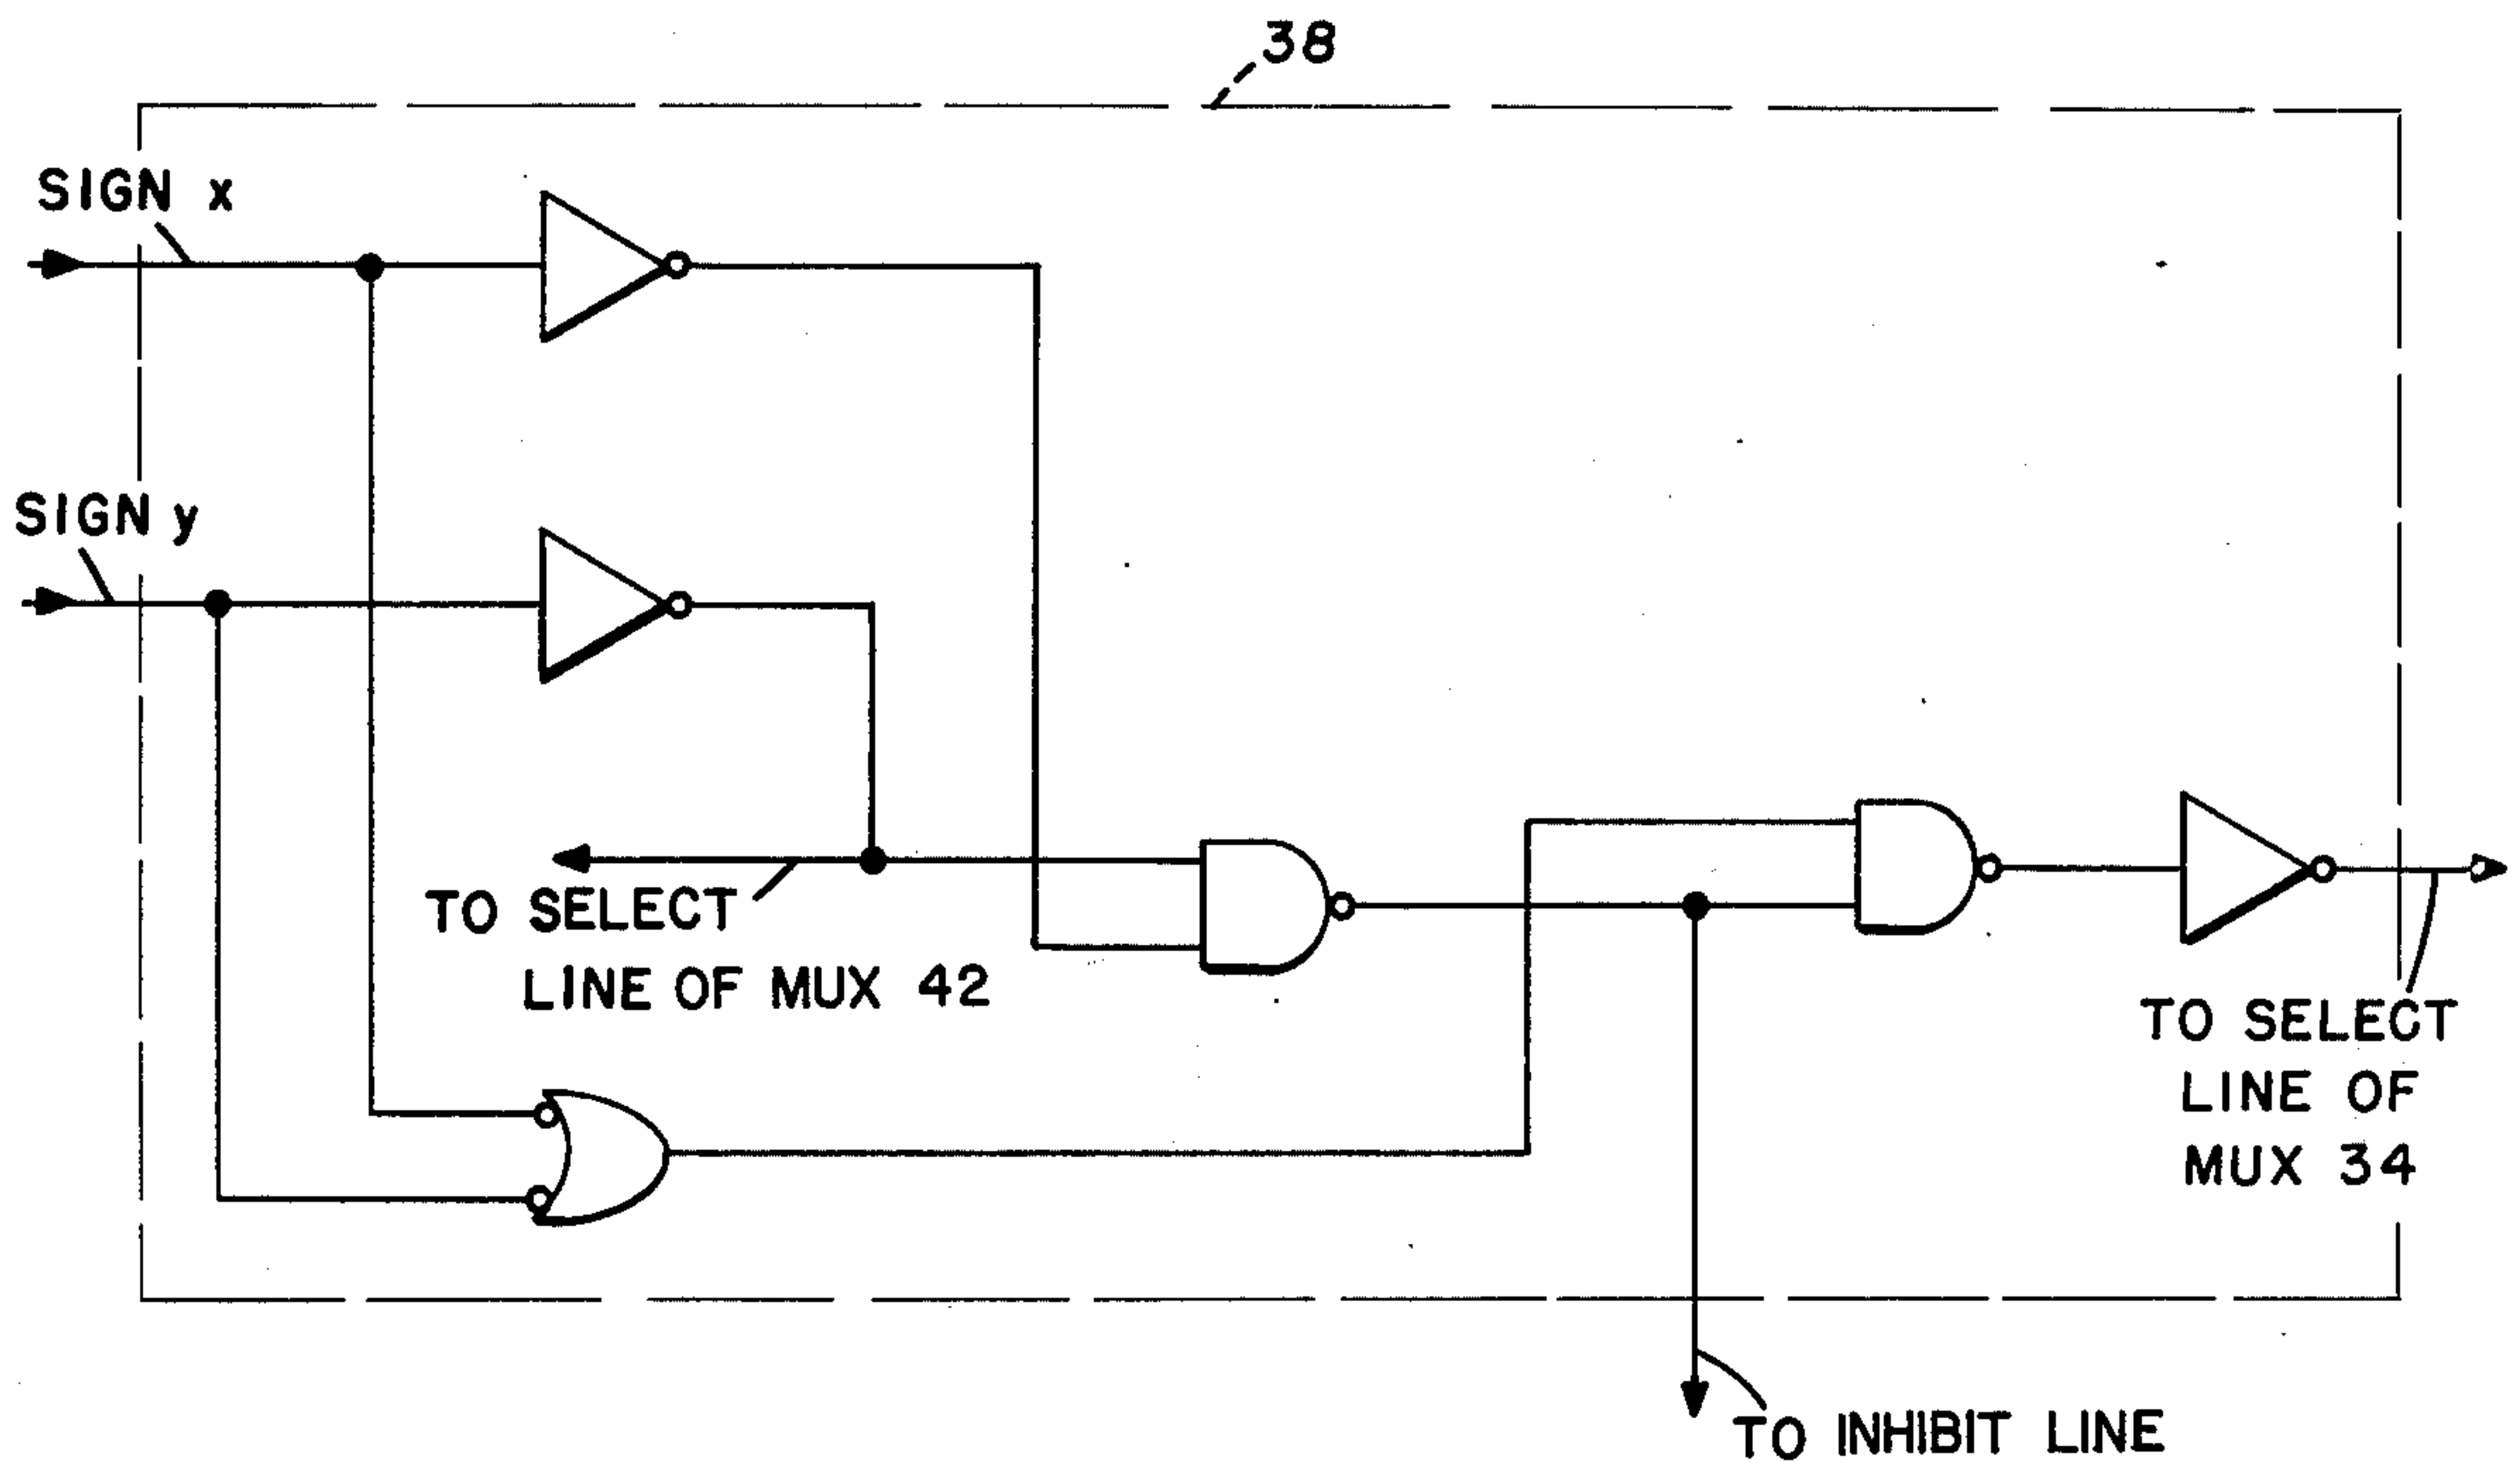 38
SIGN x
SIGN y
TO SELECT
LINE OF MUX 42
TO SELECT
LINE OF
MUX 34
TO INHIBIT LINE